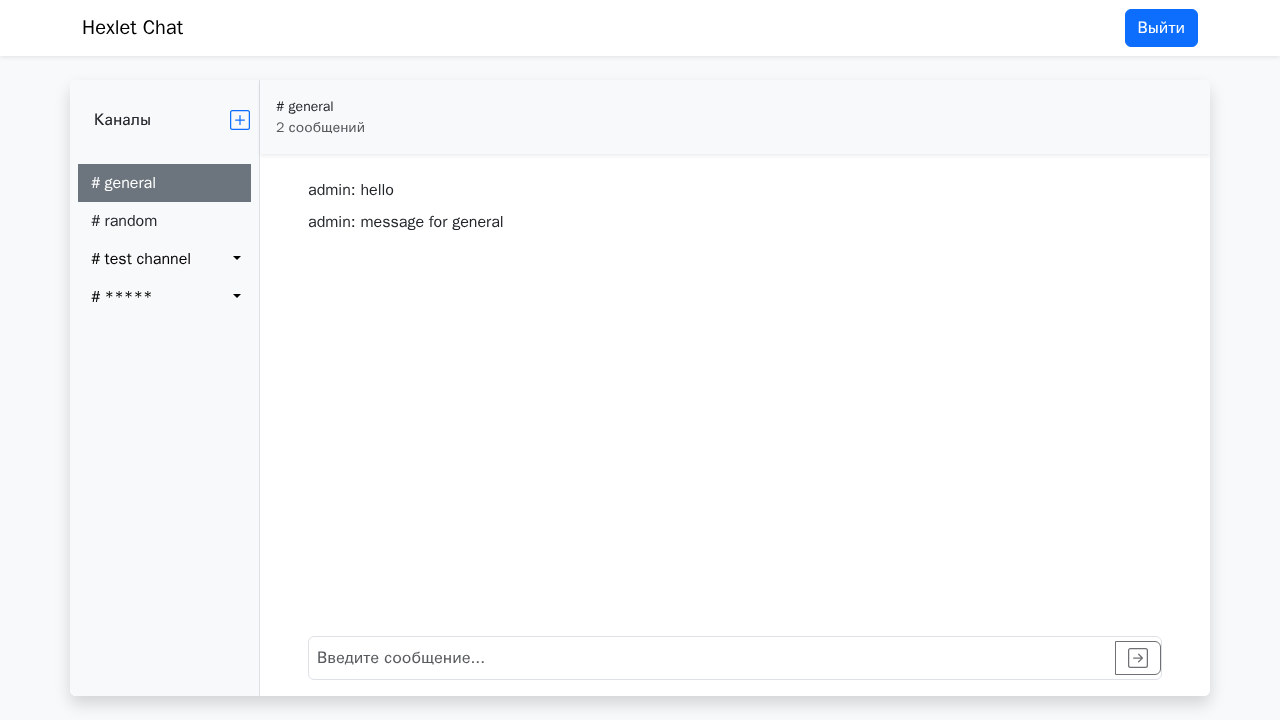 Hexlet Chat
Выйти
Каналы
# general
# random
# test channel
# *****
# general
2 сообщений
admin: hello
admin: message for general
Введите сообщение...